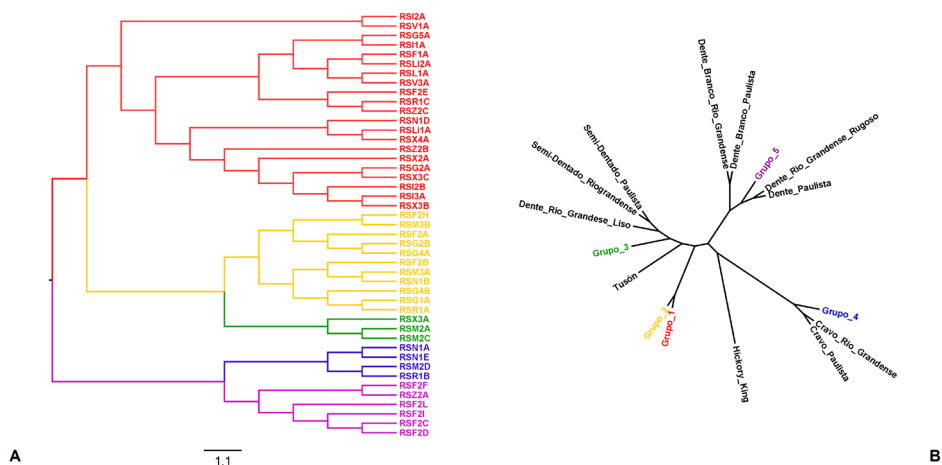 RSI2A
RSV1A
RSG5A
RSI1A
RSF1A
RSLi2A
RSL1A
RSV3A
RSF2E
RSR1C
RSZ2C
RSN1D
RSLi1A
RSX4A
RSZ2B
RSX2A
RSG2A
RSX3C
RSI2B
RSI3A
RSX3B
RSF2H
RSM3B
RSF2A
RSG2B
RSG4A
RSF2B
RSM3A
RSN1B
RSG4B
RSG1A
RSR1A
RSX3A
RSM2A
RSM2C
RSN1A
RSN1E
RSM2D
RSR1B
RSF2F
RSZ2A
RSF2L
RSF2I
RSF2C
RSF2D
1.1
A
Dente_Branco_Rio_Grandense
Dente_Branco_Paulista
Grupo_5
Dente_Rio_Grandense_Rugoso
Dente_Paulista
Semi-Dentado_Paulista
Semi-Dentado_Riograndense
Dente_Rio_Grandese_Liso
Grupo_3
Tusón
Grupo_2
Grupo_1
Hickory_King
Grupo_4
Cravo_Rio_Grandense
Cravo_Paulista
B